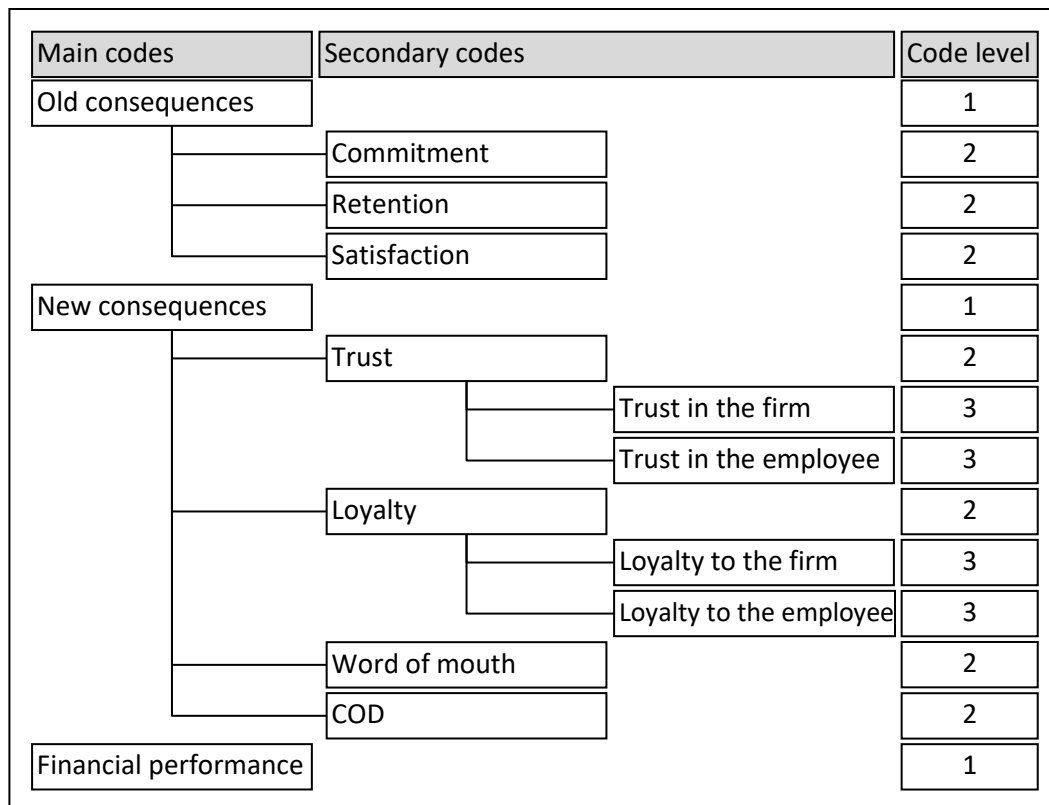 Main codes Secondary codes Code level
Old consequences 1
Commitment 2
Retention 2
Satisfaction 2
New consequences 1
Trust 2
Trust in the firm 3
Trust in the employee 3
Loyalty 2
Loyalty to the firm 3
Loyalty to the employee 3
Word of mouth 2
COD 2
Financial performance 1